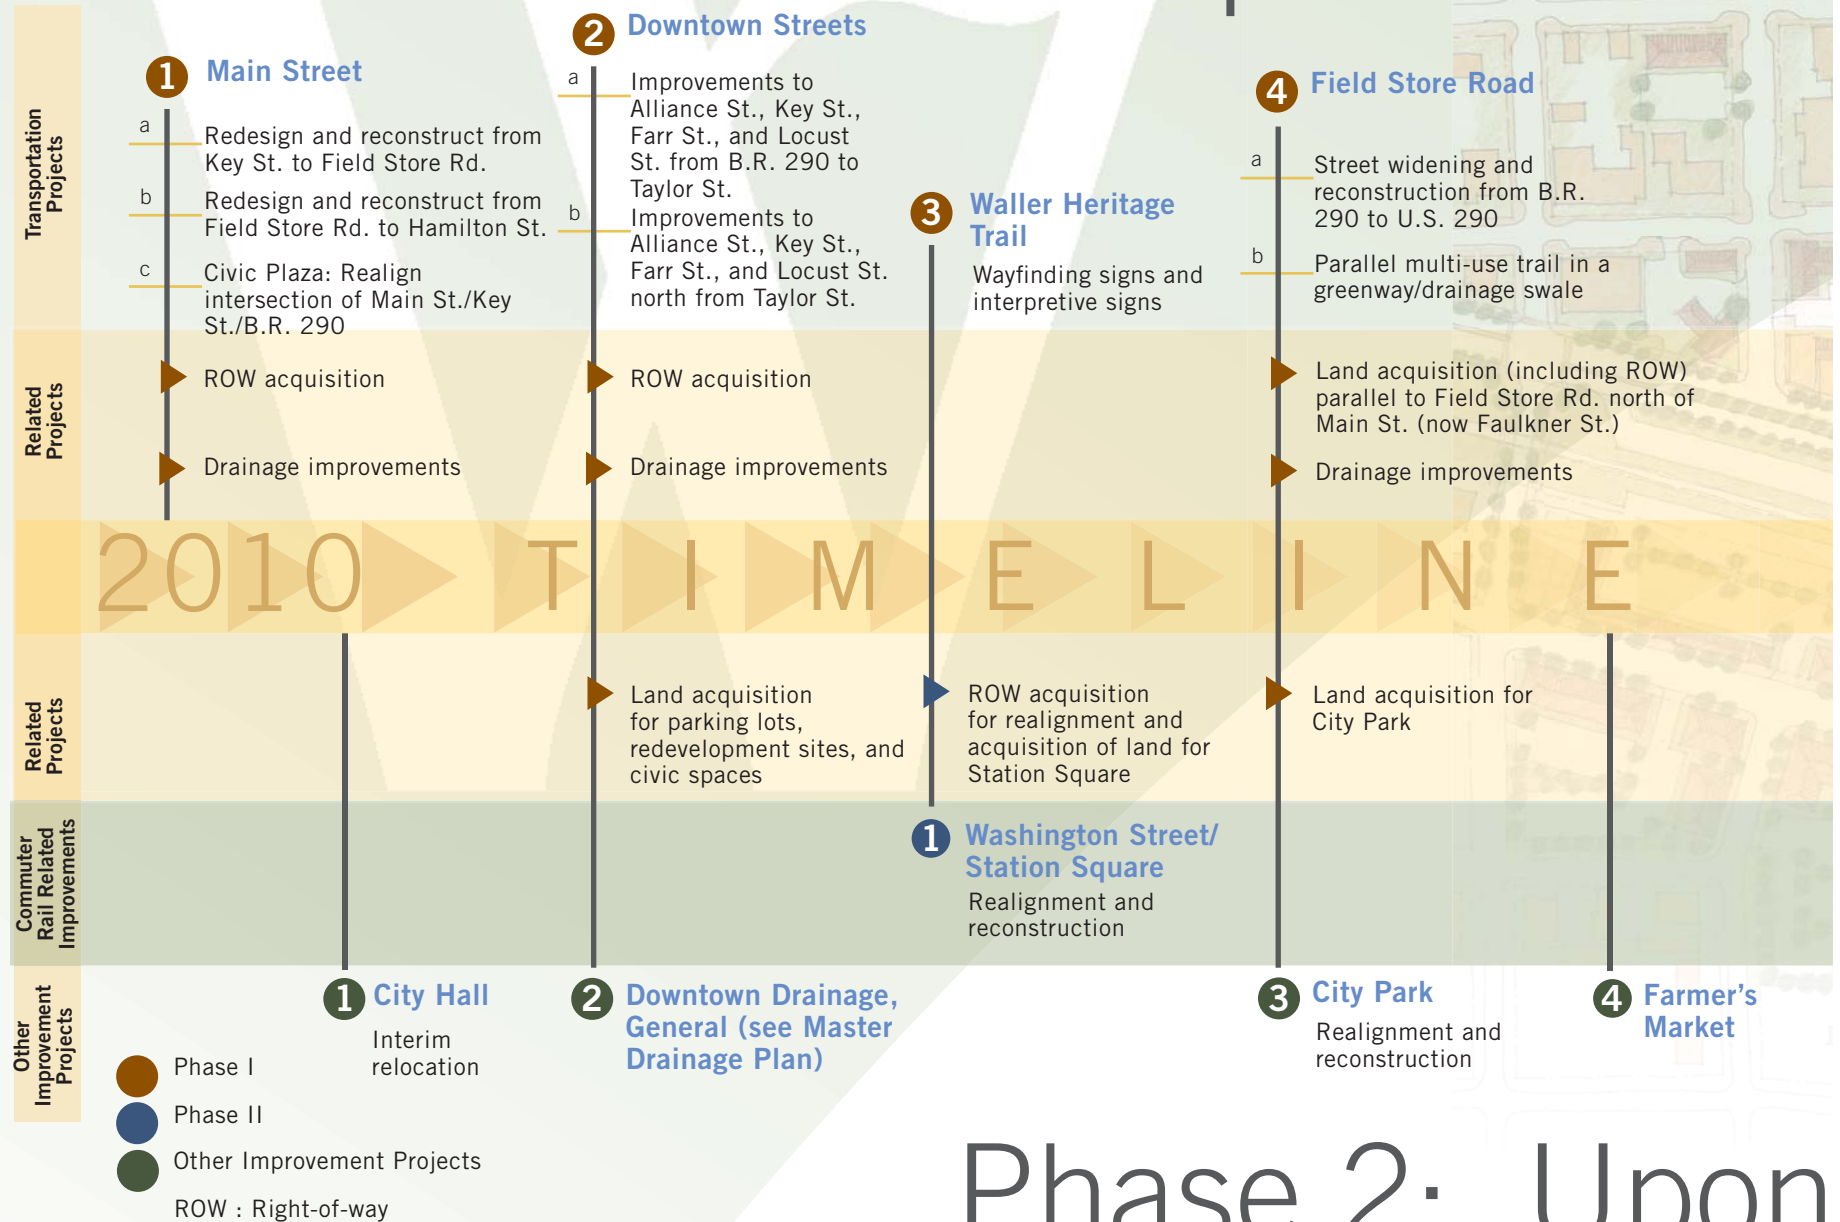 Transportation
Projects
1 Main Street
a
Redesign and reconstruct from
Key St. to Field Store Rd.
b
Redesign and reconstruct from
Field Store Rd. to Hamilton St.
c
Civic Plaza: Realign
intersection of Main St./Key
St./B.R. 290
2 Downtown Streets
a
Improvements to
Alliance St., Key St.,
Farr St., and Locust
St. from B.R. 290 to
Taylor St.
b
Improvements to
Alliance St., Key St.,
Farr St., and Locust St.
north from Taylor St.
3 Waller Heritage
Trail
Wayfinding signs and
interpretive signs
4 Field Store Road
a
Street widening and
reconstruction from B.R.
290 to U.S. 290
b
Parallel multi-use trail in a
greenway/drainage swale
Related
Projects
ROW acquisition
Drainage improvements
ROW acquisition
Drainage improvements
Land acquisition (including ROW)
parallel to Field Store Rd. north of
Main St. (now Faulkner St.)
Drainage improvements
2010 TIMELINE
Related
Projects
Land acquisition
for parking lots,
redevelopment sites, and
civic spaces
ROW acquisition
for realignment and
acquisition of land for
Station Square
Land acquisition for
City Park
Commuter
Rail Related
Improvements
1 Washington Street/
Station Square
Realignment and
reconstruction
Other
Improvement
Projects
1 City Hall
Interim
relocation
2 Downtown Drainage,
General (see Master
Drainage Plan)
3 City Park
Realignment and
reconstruction
4 Farmer's
Market
Phase I
Phase II
Other Improvement Projects
ROW : Right-of-way
Phase 2: Upon